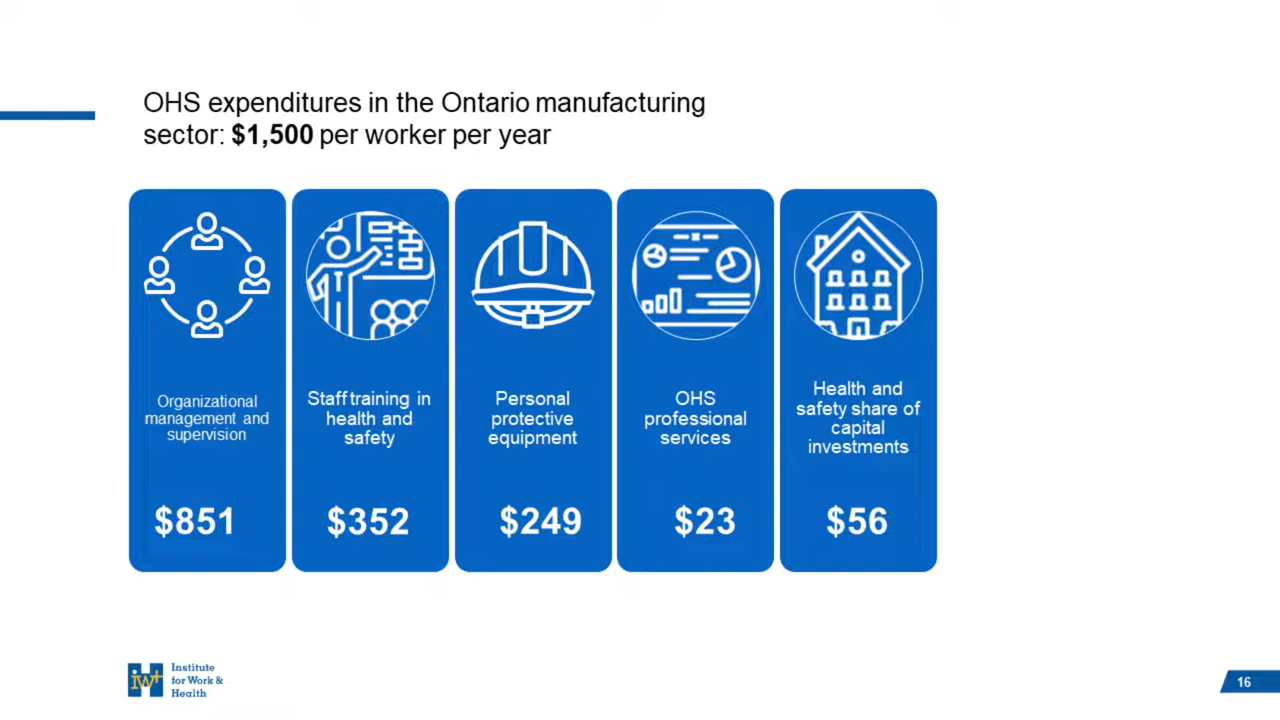 OHS expenditures in the Ontario manufacturing
sector: $1,500 per worker per year
Organizational
management and
supervision
$851
Staff training in
health and
safety
$352
Personal
protective
equipment
$249
OHS
professional
services
$23
Health and
safety share of
capital
investments
$56
iw+
Institute
for Work &
Health
16